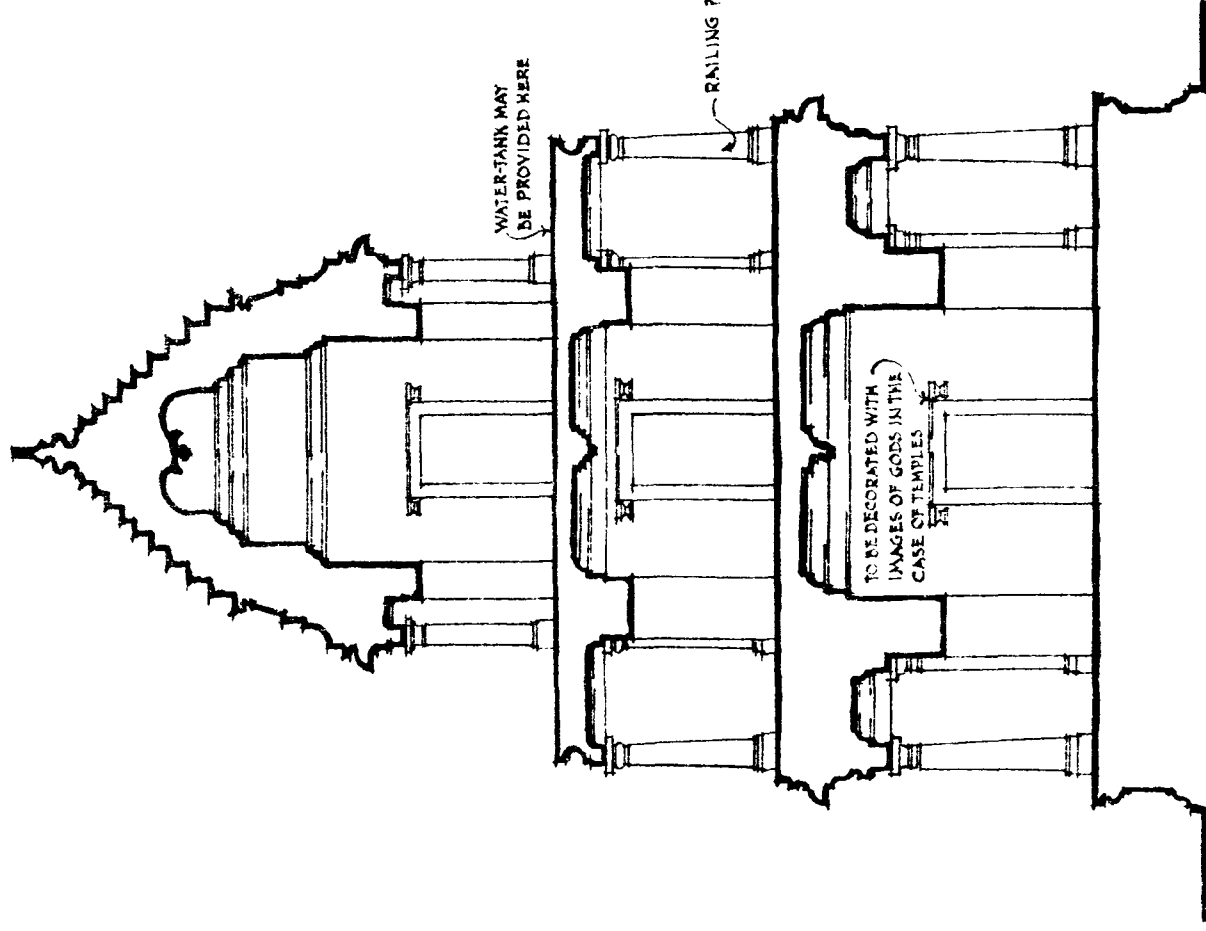 WATER-TANK MAY
BE PROVIDED HERE
RAILING
TO BE DECORATED WITH
IMAGES OF GODS IN THE
CASE OF TEMPLES